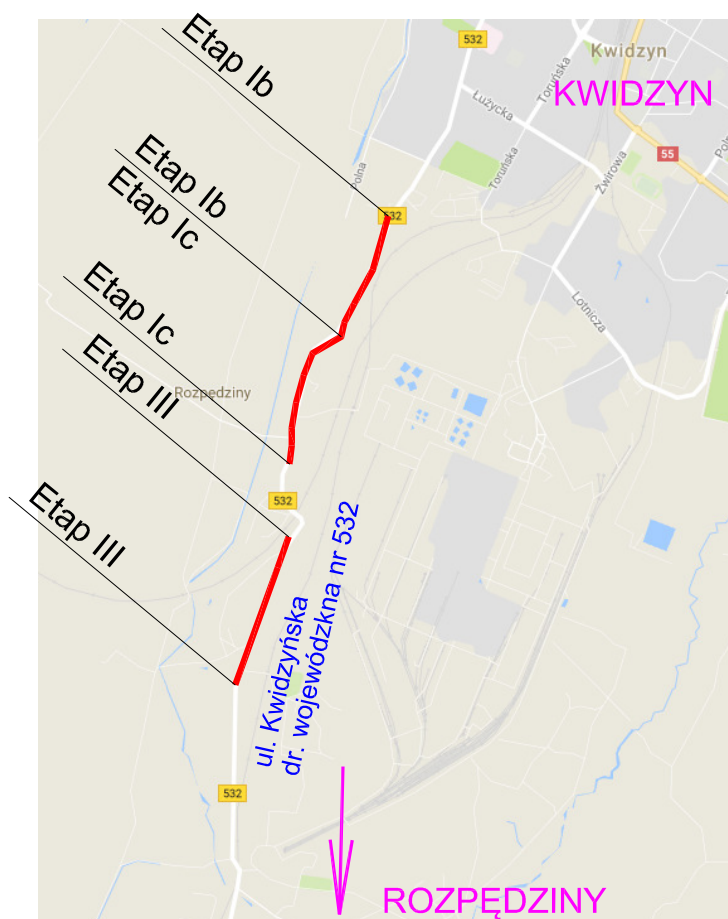 Etap Ib
532
Kwidzyn
KWIDZYN
Toruńska
Łużycka
55
Żwirowa
Etap Ib
Etap Ic
Polna
Toruńska
532
Etap Ic
Lotnicza
Etap III
Rozpędziny
Etap III
532
ul. Kwidzyńska
dr. wojewódzkna nr 532
532
ROZPĘDZINY